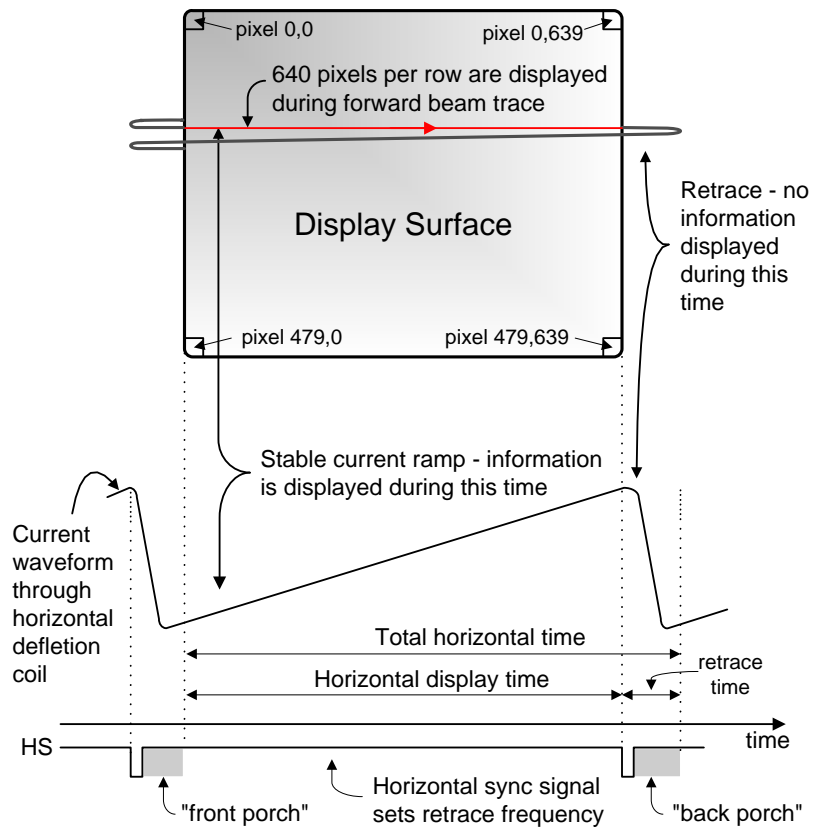 pixel 0,0
pixel 0,639
640 pixels per row are displayed
during forward beam trace
Retrace - no
information
displayed
during this
time
Display Surface
pixel 479,0
pixel 479,639
Stable current ramp - information
is displayed during this time
Current
waveform
through
horizontal
defletion
coil
Total horizontal time
Horizontal display time
retrace
time
time
HS
"front porch"
Horizontal sync signal
sets retrace frequency
"back porch"